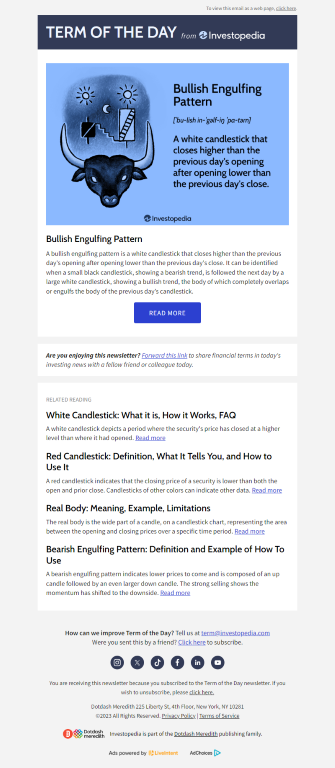 To view this email as a web page, click here.
TERM OF THE DAY from Investopedia
Bullish Engulfing
Pattern
A white candlestick that
closes higher than the
previous day's opening
after opening lower than
the previous day's close.
Investopedia
Bullish Engulfing Pattern
A bullish engulfing pattern is a white candlestick that closes higher than the previous
day's opening after opening lower than the previous day's close. It can be identified
when a small black candlestick, showing a bearish trend, is followed the next day by a
large white candlestick, showing a bullish trend, the body of which completely overlaps
or engulfs the body of the previous day's candlestick.
READ MORE
Are you enjoying this newsletter? Forward this link to share financial terms in today's
investing news with a fellow friend or colleague today.
RELATED READING
White Candlestick: What it is, How it Works, FAQ
A white candlestick depicts a period where the security's price has closed at a higher
level than where it had opened. Read more
Red Candlestick: Definition, What It Tells You, and How to
Use It
A red candlestick indicates that the closing price of a security is lower than both the
open and prior close. Candlesticks of other colors can indicate other data. Read more
Real Body: Meaning, Example, Limitations
The real body is the wide part of a candle, on a candlestick chart, representing the area
between the opening and closing prices over a specific time period. Read more
Bearish Engulfing Pattern: Definition and Example of How To
Use
A bearish engulfing pattern indicates lower prices to come and is composed of an up
candle followed by an even larger down candle. The strong selling shows the
momentum has shifted to the downside. Read more
How can we improve Term of the Day? Tell us at term@investopedia.com
Were you sent this by a friend? Click here to subscribe.
You are receiving this newsletter because you subscribed to the Term of the Day newsletter. If you
wish to unsubscribe, please click here.
Dotdash Meredith 225 Liberty St, 4th Floor, New York, NY 10281
©2023 All Rights Reserved. Privacy Policy | Terms of Service
Dotdash
meredith
Investopedia is part of the Dotdash Meredith publishing family.
Ads powered by LiveIntent AdChoices